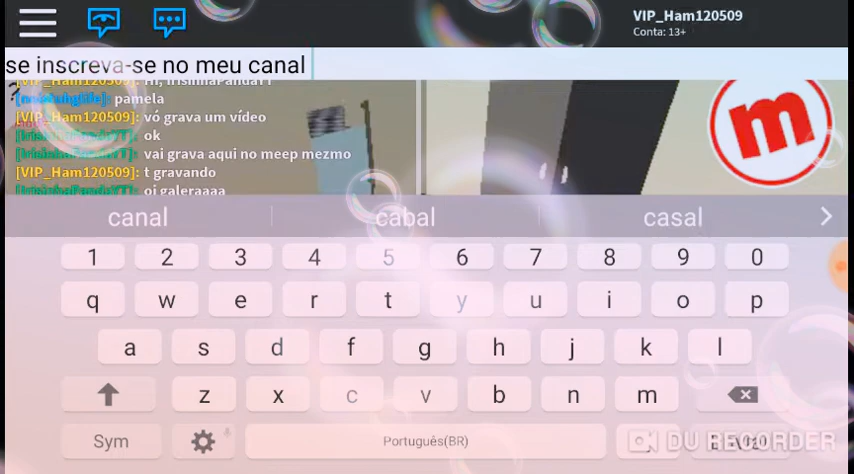 VIP_Ham120509
Conta: 13+
se inscreva-se no meu canal
pamela
[VIP_Ham120509]: vó grava um vídeo
ok
vai grava aqui no meep mezmo
[VIP_Ham120509]: t gravando
oi galeraaaa
m
canal cabal casal
1 2 3 4 5 6 7 8 9 0
q w e r t y u i o p
a s d f g h j k l
z x c v b n m
Sym Português(BR)
DU RECORDER